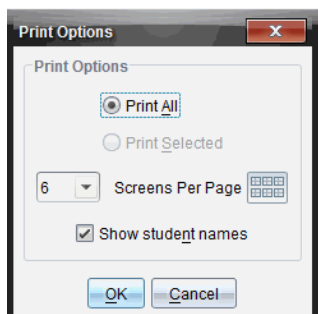 Print Options
Print Options
Print All
Print Selected
6 Screens Per Page
Show student names
OK Cancel